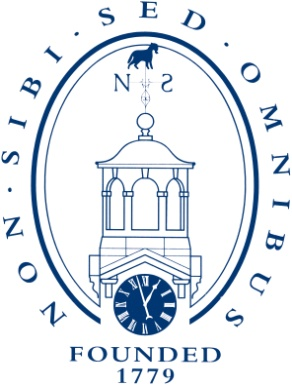 NON · SIBI · SED · OMNIBUS
N S
FOUNDED
1779